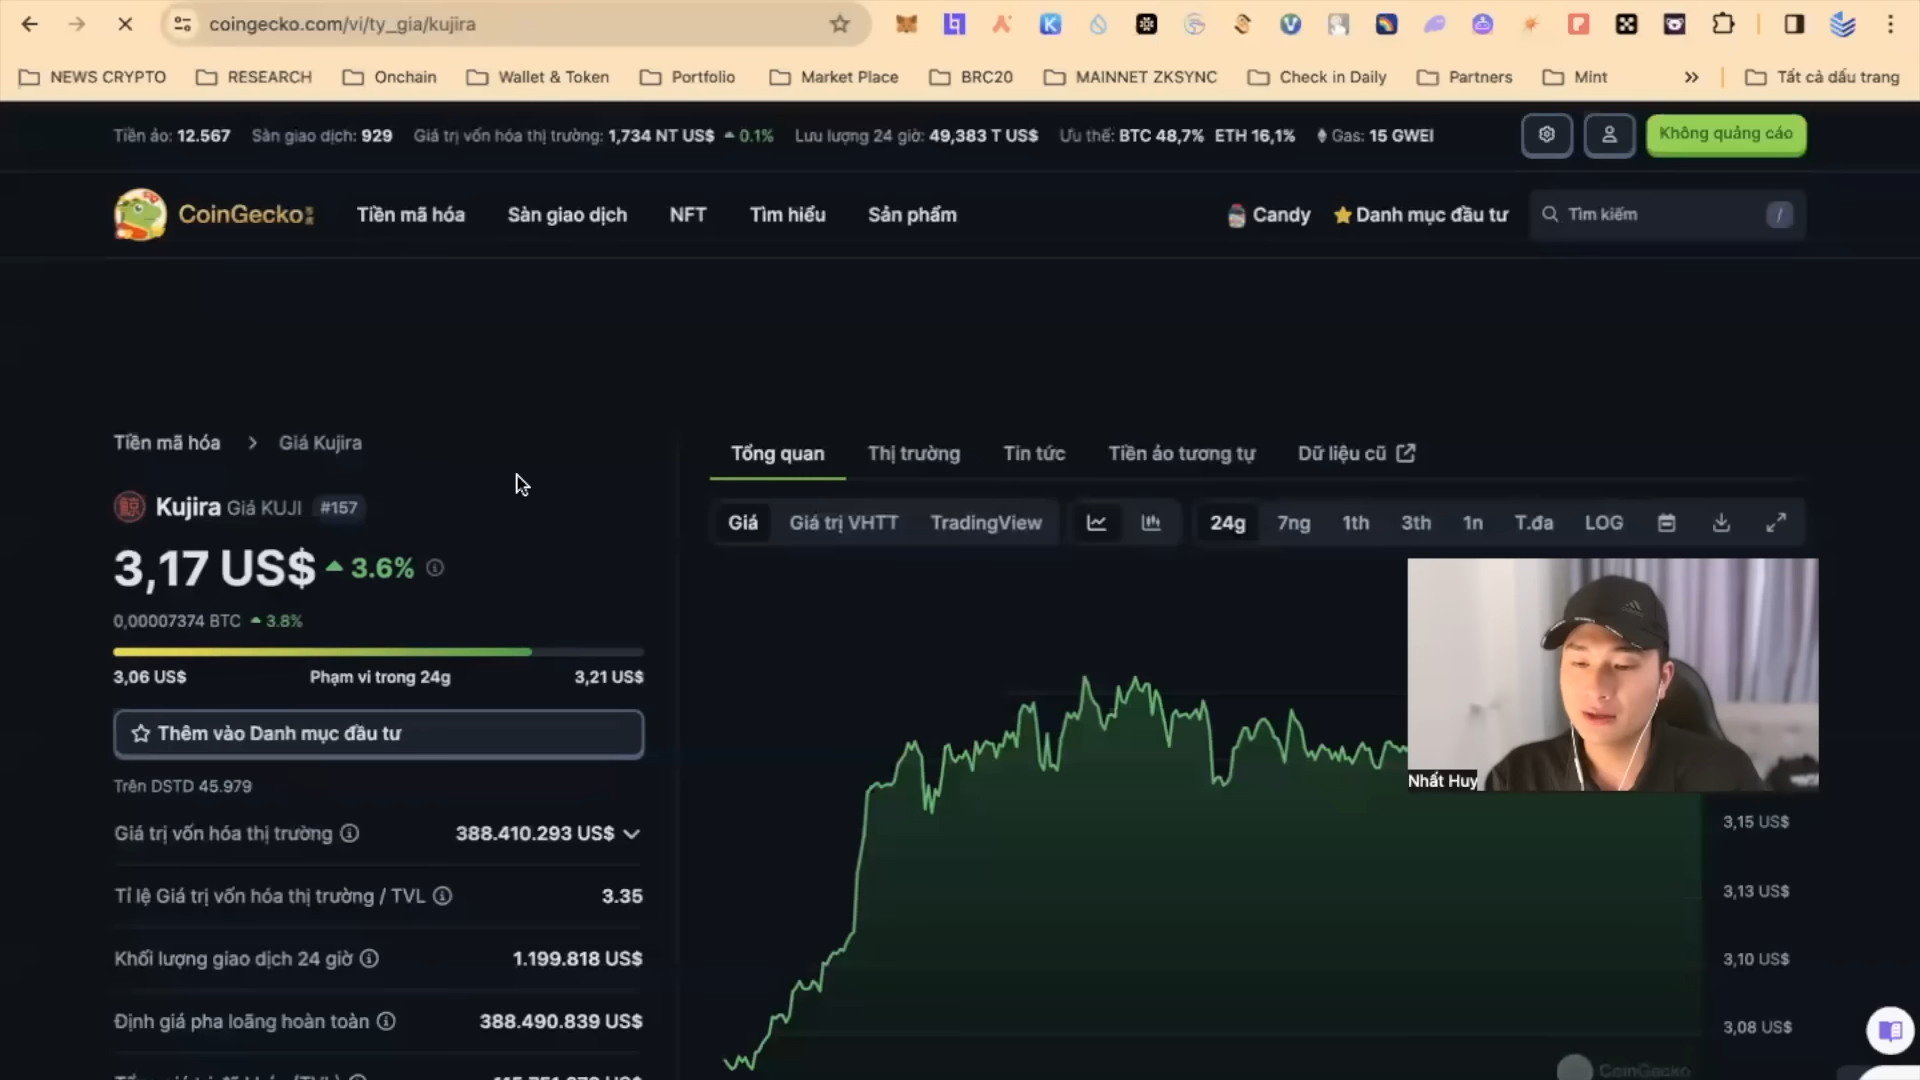 coingecko.com/vi/ty_gia/kujira
NEWS CRYPTO RESEARCH Onchain Wallet & Token Portfolio Market Place BRC20 MAINNET ZKSYNC Check in Daily Partners Mint » Tất cả dấu trang
Tiền ảo: 12.567 Sàn giao dịch: 929 Giá trị vốn hóa thị trường: 1,734 NT US$ 0.1% Lưu lượng 24 giờ: 49,383 T US$ Ưu thế: BTC 48,7% ETH 16,1% Gas: 15 GWEI Không quảng cáo
CoinGecko Tiền mã hóa Sàn giao dịch NFT Tìm hiểu Sản phẩm Candy Danh mục đầu tư Tìm kiếm /
Tiền mã hóa > Giá Kujira
Tổng quan Thị trường Tin tức Tiền ảo tương tự Dữ liệu cũ
Kujira Giá KUJI #157
Giá Giá trị VHTT TradingView 24g 7ng 1th 3th 1n T.đa LOG
3,17 US$ 3.6%
0,00007374 BTC 3.8%
3,06 US$ Phạm vi trong 24g 3,21 US$
Thêm vào Danh mục đầu tư
Trên DSTD 45.979
Giá trị vốn hóa thị trường 388.410.293 US$
Tỉ lệ Giá trị vốn hóa thị trường / TVL 3.35
Khối lượng giao dịch 24 giờ 1.199.818 US$
Định giá pha loãng hoàn toàn 388.490.839 US$
Nhất Huy
3,15 US$
3,13 US$
3,10 US$
3,08 US$
CoinGecko